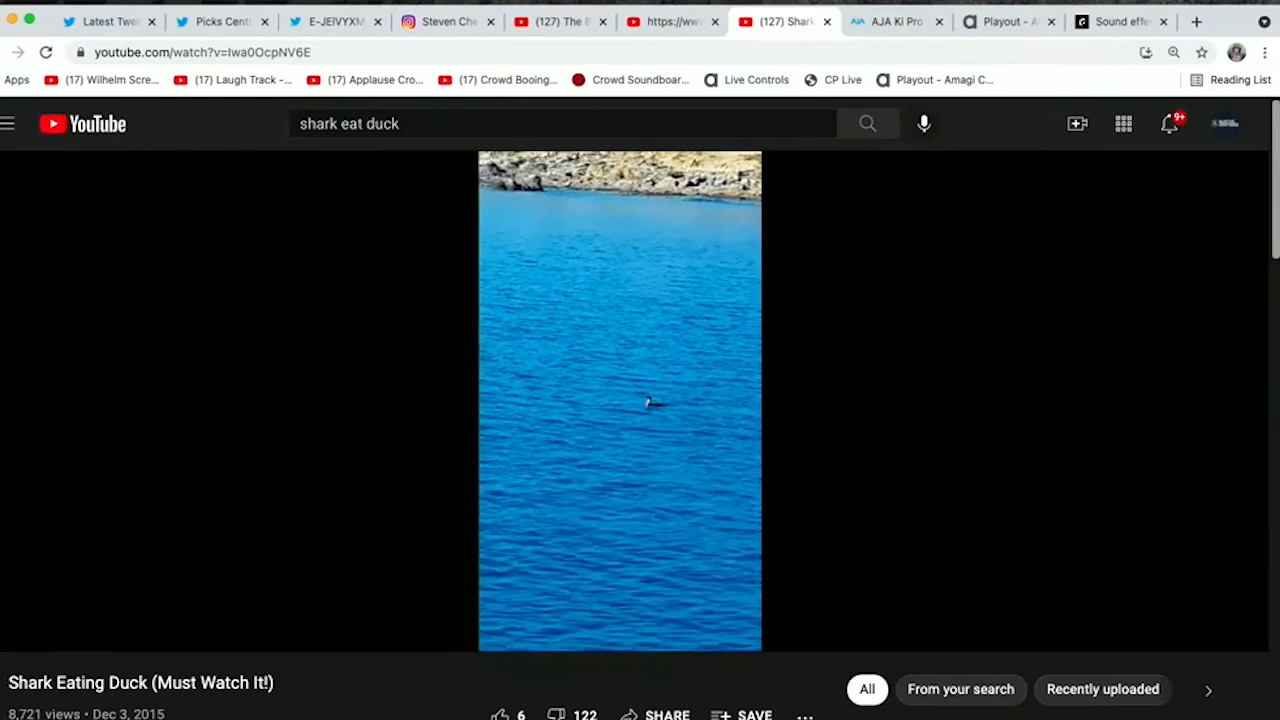 Latest Twe
Picks Cent
E-JEIVYXM
Steven Che
(127) The B
https://ww
(127) Shar
AJA Ki Pro
Playout - A
Sound effe
youtube.com/watch?v=Iwa0OcpNV6E
Apps
(17) Wilhelm Scre...
(17) Laugh Track -...
(17) Applause Cro...
(17) Crowd Booing...
Crowd Soundboar...
Live Controls
CP Live
Playout - Amagi C...
Reading List
YouTube
shark eat duck
9+
Shark Eating Duck (Must Watch It!)
All
From your search
Recently uploaded
8,721 views • Dec 3, 2015
6
122
SHARE
SAVE
...